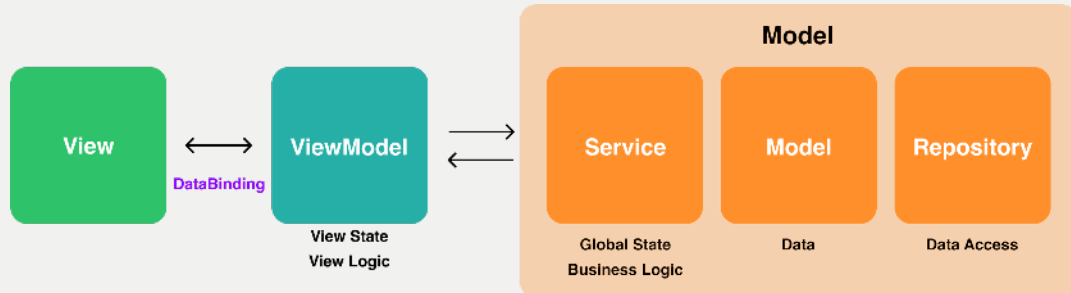 Model
View
ViewModel
Service
Model
Repository
DataBinding
View State
View Logic
Global State
Business Logic
Data
Data Access